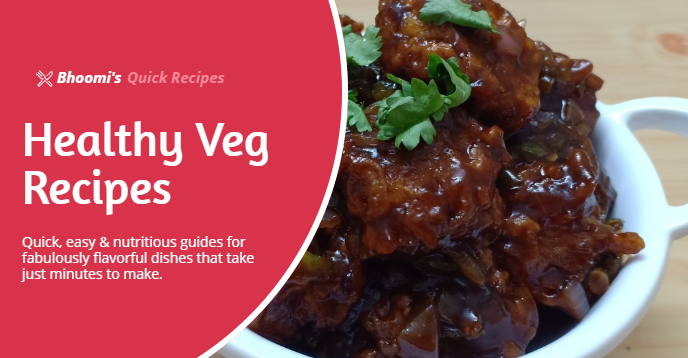 Bhoomi's Quick Recipes
Healthy Veg
Recipes
Quick, easy & nutritious guides for
fabulously flavorful dishes that take
just minutes to make.